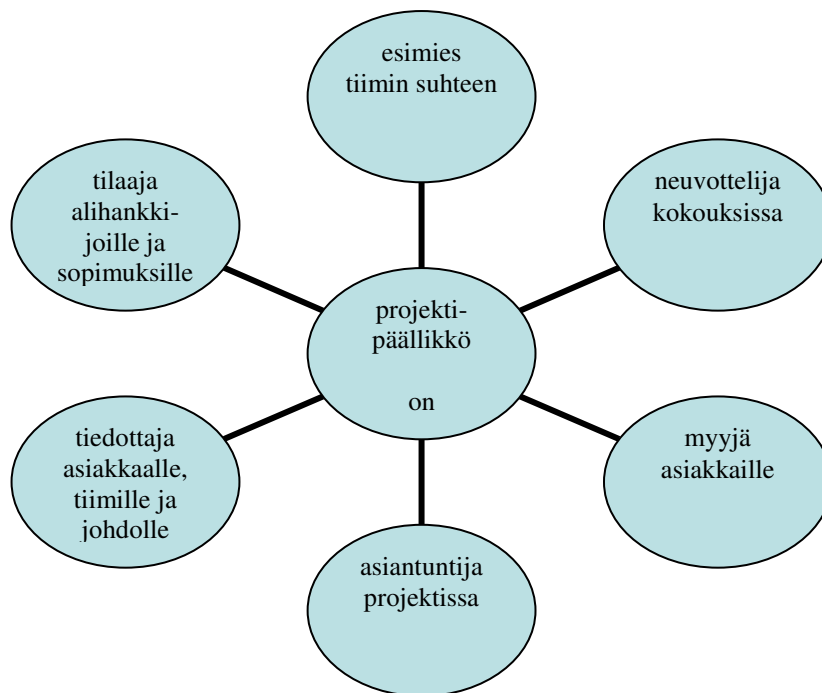 esimies
tiimin suhteen
tilaaja
alihankki-
joille ja
sopimuksille
neuvottelija
kokouksissa
projekti-
päällikkö
on
tiedottaja
asiakkaalle,
tiimille ja
johdolle
myyjä
asiakkaille
asiantuntija
projektissa